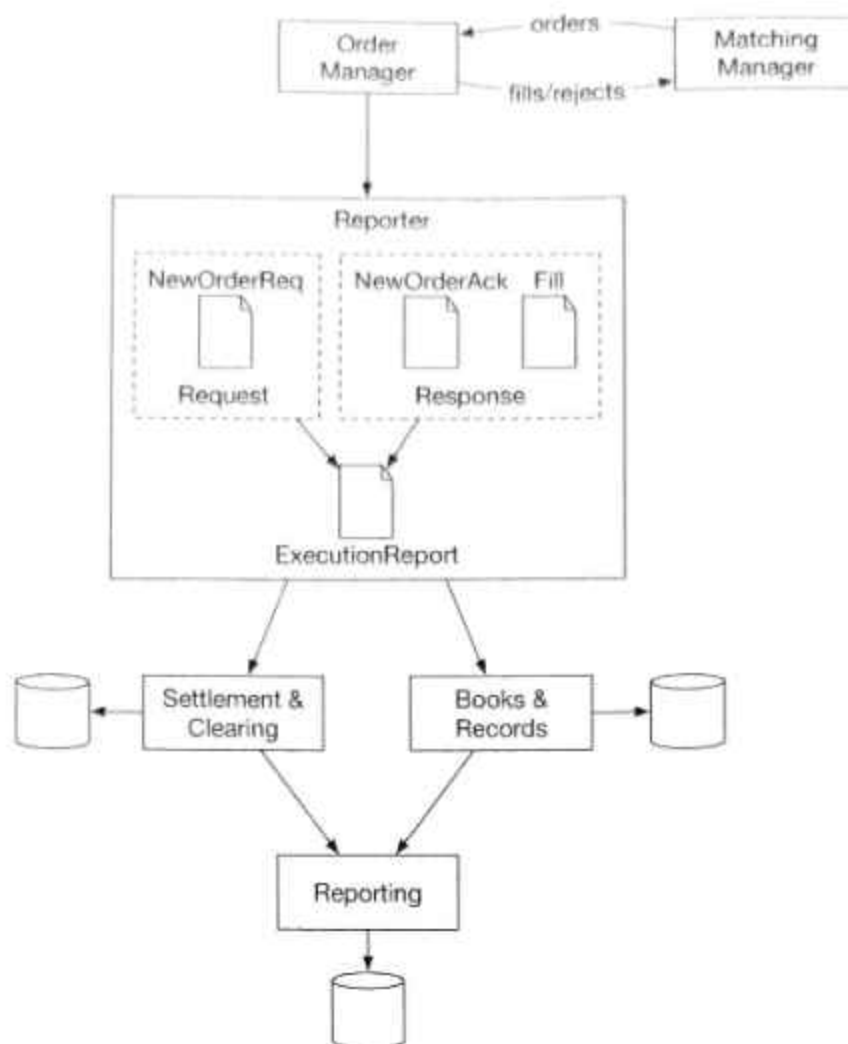 Order
Manager
orders
fills/rejects
Matching
Manager
Reporter
NewOrderReq
Request
NewOrderAck
Fill
Response
ExecutionReport
Settlement &
Clearing
Books &
Records
Reporting